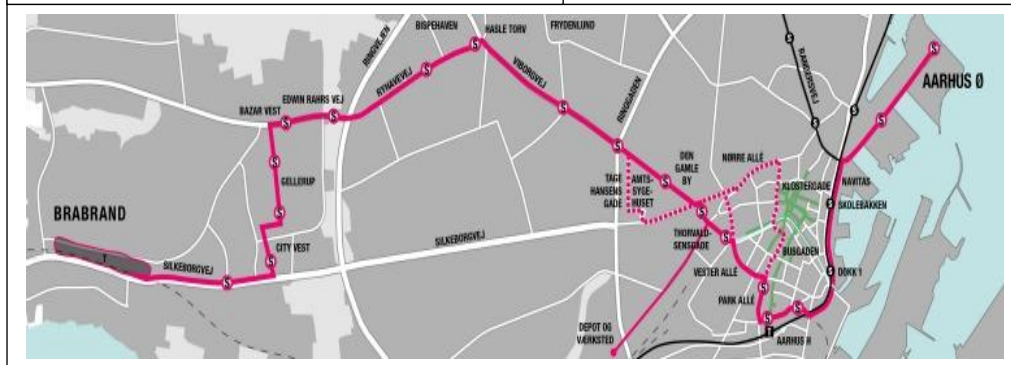 BISPEHAVEN
HASLE TORV
FRYDENLUND
RINGVEJEN
RANDERSVEJ
AARHUS Ø
VIBORGVEJ
RYHAVEVEJ
EDWIN RAHRS VEJ
BAZAR VEST
RINGGADEN
DEN
GAMLE
BY
NØRRE ALLÉ
TAGE
HANSENS
GADE
AMTS-
SYGE-
HUSET
KLOSTERGADE
NAVITAS
GELLERUP
SKOLEBAKKEN
BRABRAND
THORVALD-
SENSGADE
SILKEBORGVEJ
CITY VEST
BUSGADEN
SILKEBORGVEJ
VESTER ALLÉ
DOKK 1
PARK ALLÉ
DEPOT OG
VÆRKSTED
AARHUS H